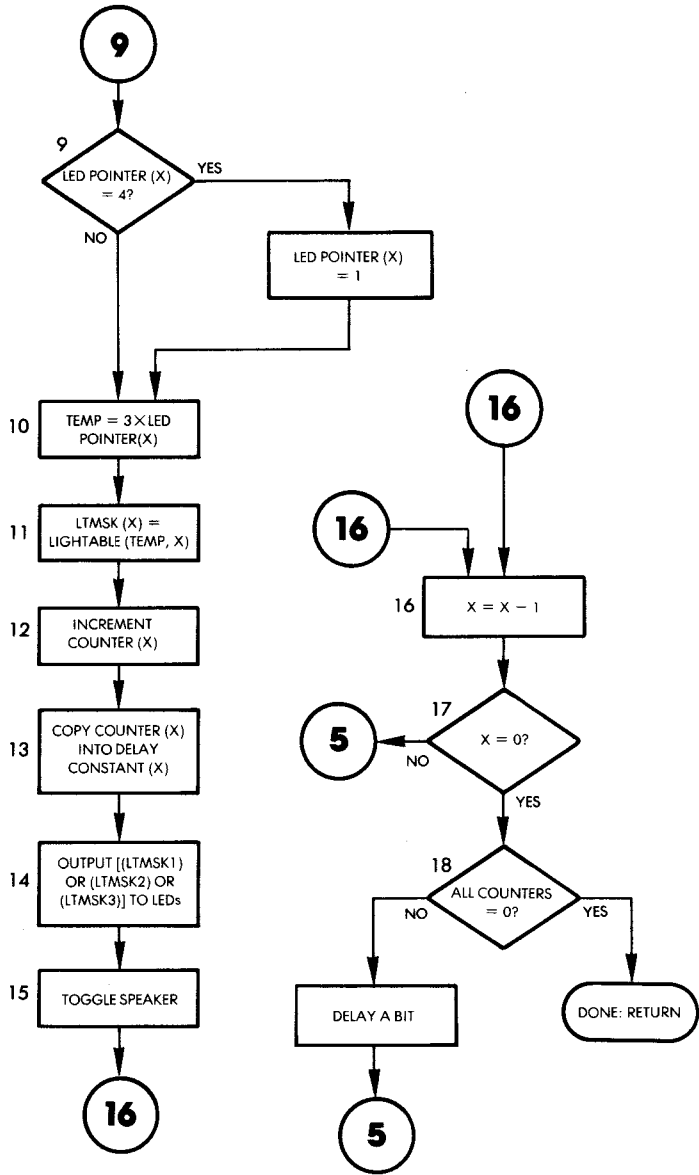 9
9
LED POINTER (X)
= 4?
YES
NO
LED POINTER (X)
= 1
10
TEMP = 3×LED
POINTER(X)
11
LTMSK (X) =
LIGHTABLE (TEMP, X)
12
INCREMENT
COUNTER (X)
13
COPY COUNTER (X)
INTO DELAY
CONSTANT (X)
14
OUTPUT [(LTMSK1)
OR (LTMSK2) OR
(LTMSK3)] TO LEDs
15
TOGGLE SPEAKER
16
16
16
16
X = X − 1
17
X = 0?
NO
5
YES
18
ALL COUNTERS
= 0?
NO
YES
DELAY A BIT
DONE: RETURN
5